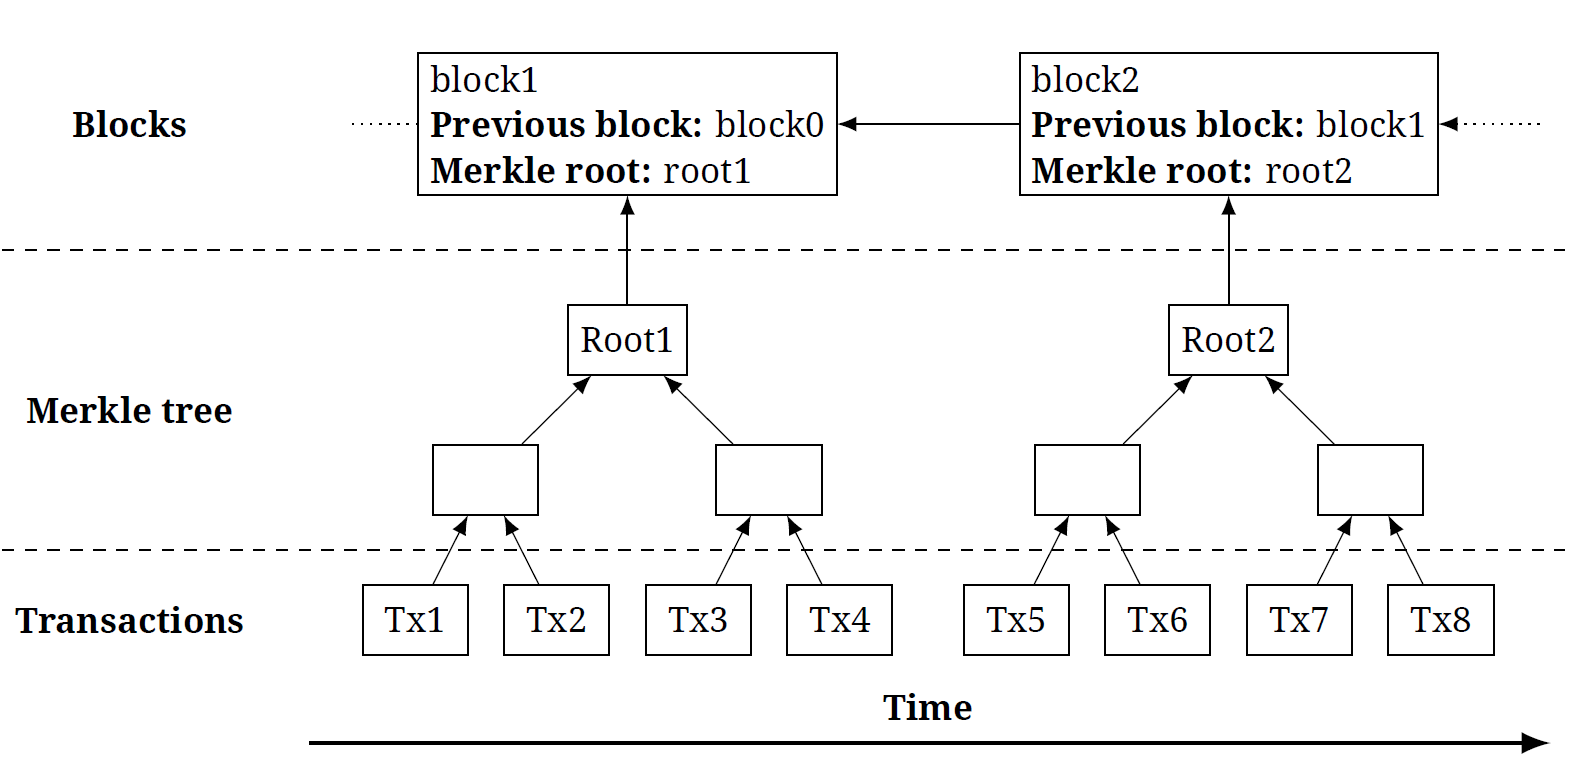 Blocks
block1
Previous block: block0
Merkle root: root1
block2
Previous block: block1
Merkle root: root2
Merkle tree
Root1
Root2
Transactions
Tx1
Tx2
Tx3
Tx4
Tx5
Tx6
Tx7
Tx8
Time